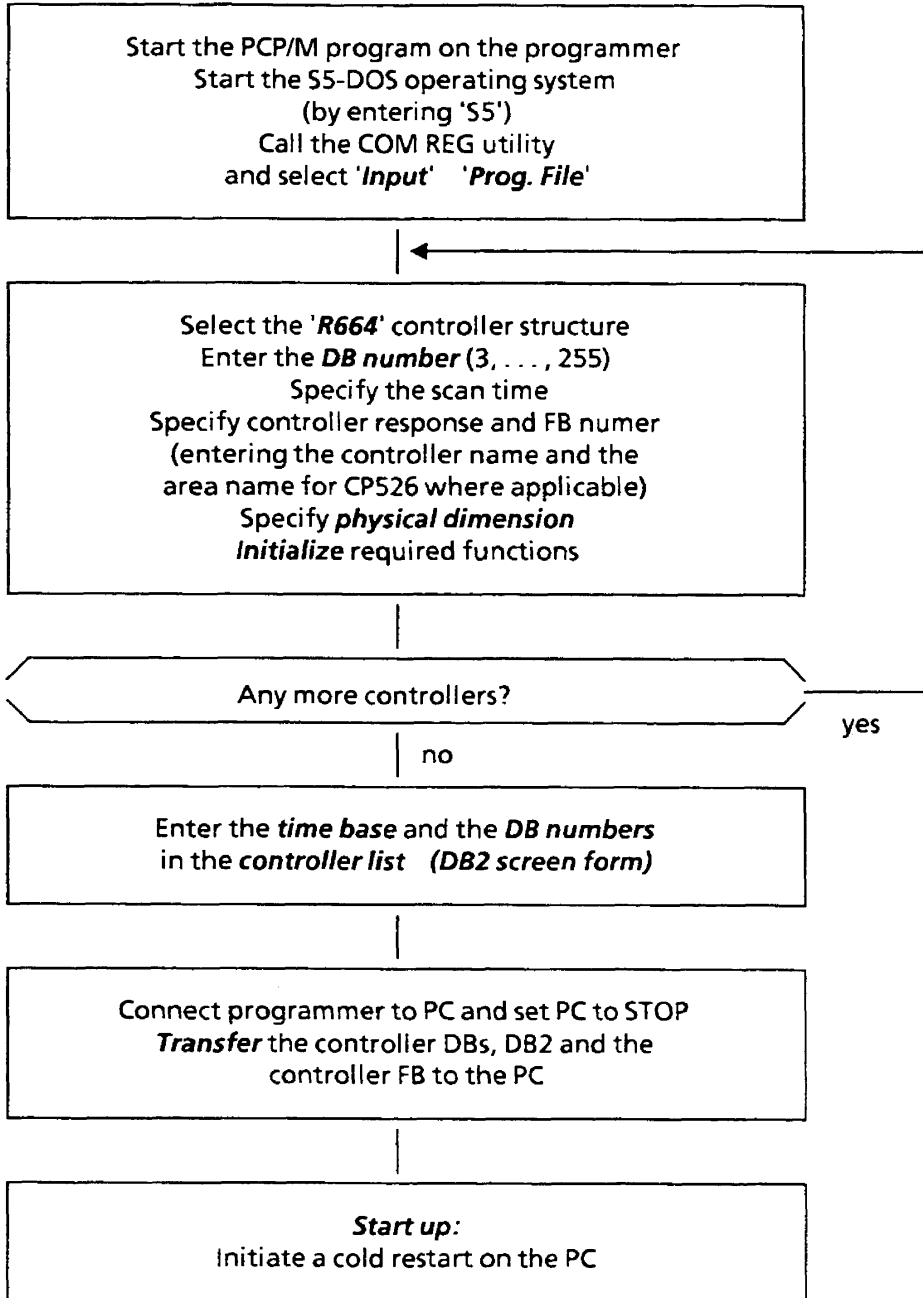 Start the PCP/M program on the programmer
Start the S5-DOS operating system
(by entering 'S5')
Call the COM REG utility
and select 'Input' 'Prog. File'
Select the 'R664' controller structure
Enter the DB number (3, . . . , 255)
Specify the scan time
Specify controller response and FB numer
(entering the controller name and the
area name for CP526 where applicable)
Specify physical dimension
Initialize required functions
Any more controllers?
yes
no
Enter the time base and the DB numbers
in the controller list (DB2 screen form)
Connect programmer to PC and set PC to STOP
Transfer the controller DBs, DB2 and the
controller FB to the PC
Start up:
Initiate a cold restart on the PC